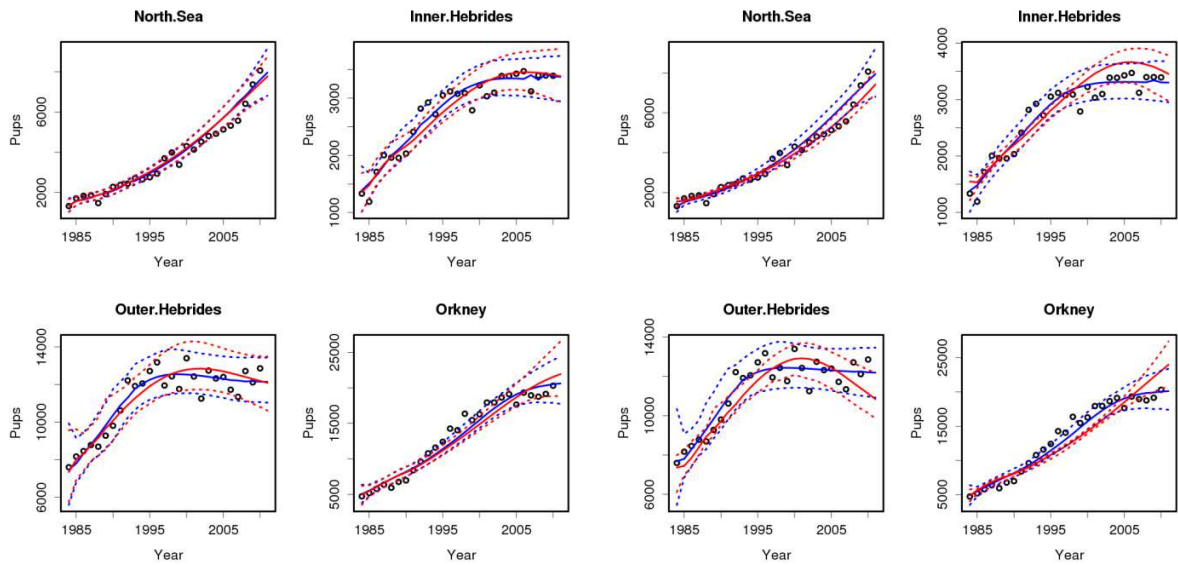 North.Sea
Inner.Hebrides
North.Sea
Inner.Hebrides
Pups
2000
6000
1985
1995
2005
Year
Pups
1000
2000
3000
1985
1995
2005
Year
Pups
2000
6000
1985
1995
2005
Year
Pups
1000
2000
3000
4000
1985
1995
2005
Year
Outer.Hebrides
Orkney
Outer.Hebrides
Orkney
Pups
6000
10000
14000
1985
1995
2005
Year
Pups
5000
15000
25000
1985
1995
2005
Year
Pups
6000
10000
14000
1985
1995
2005
Year
Pups
5000
15000
25000
1985
1995
2005
Year